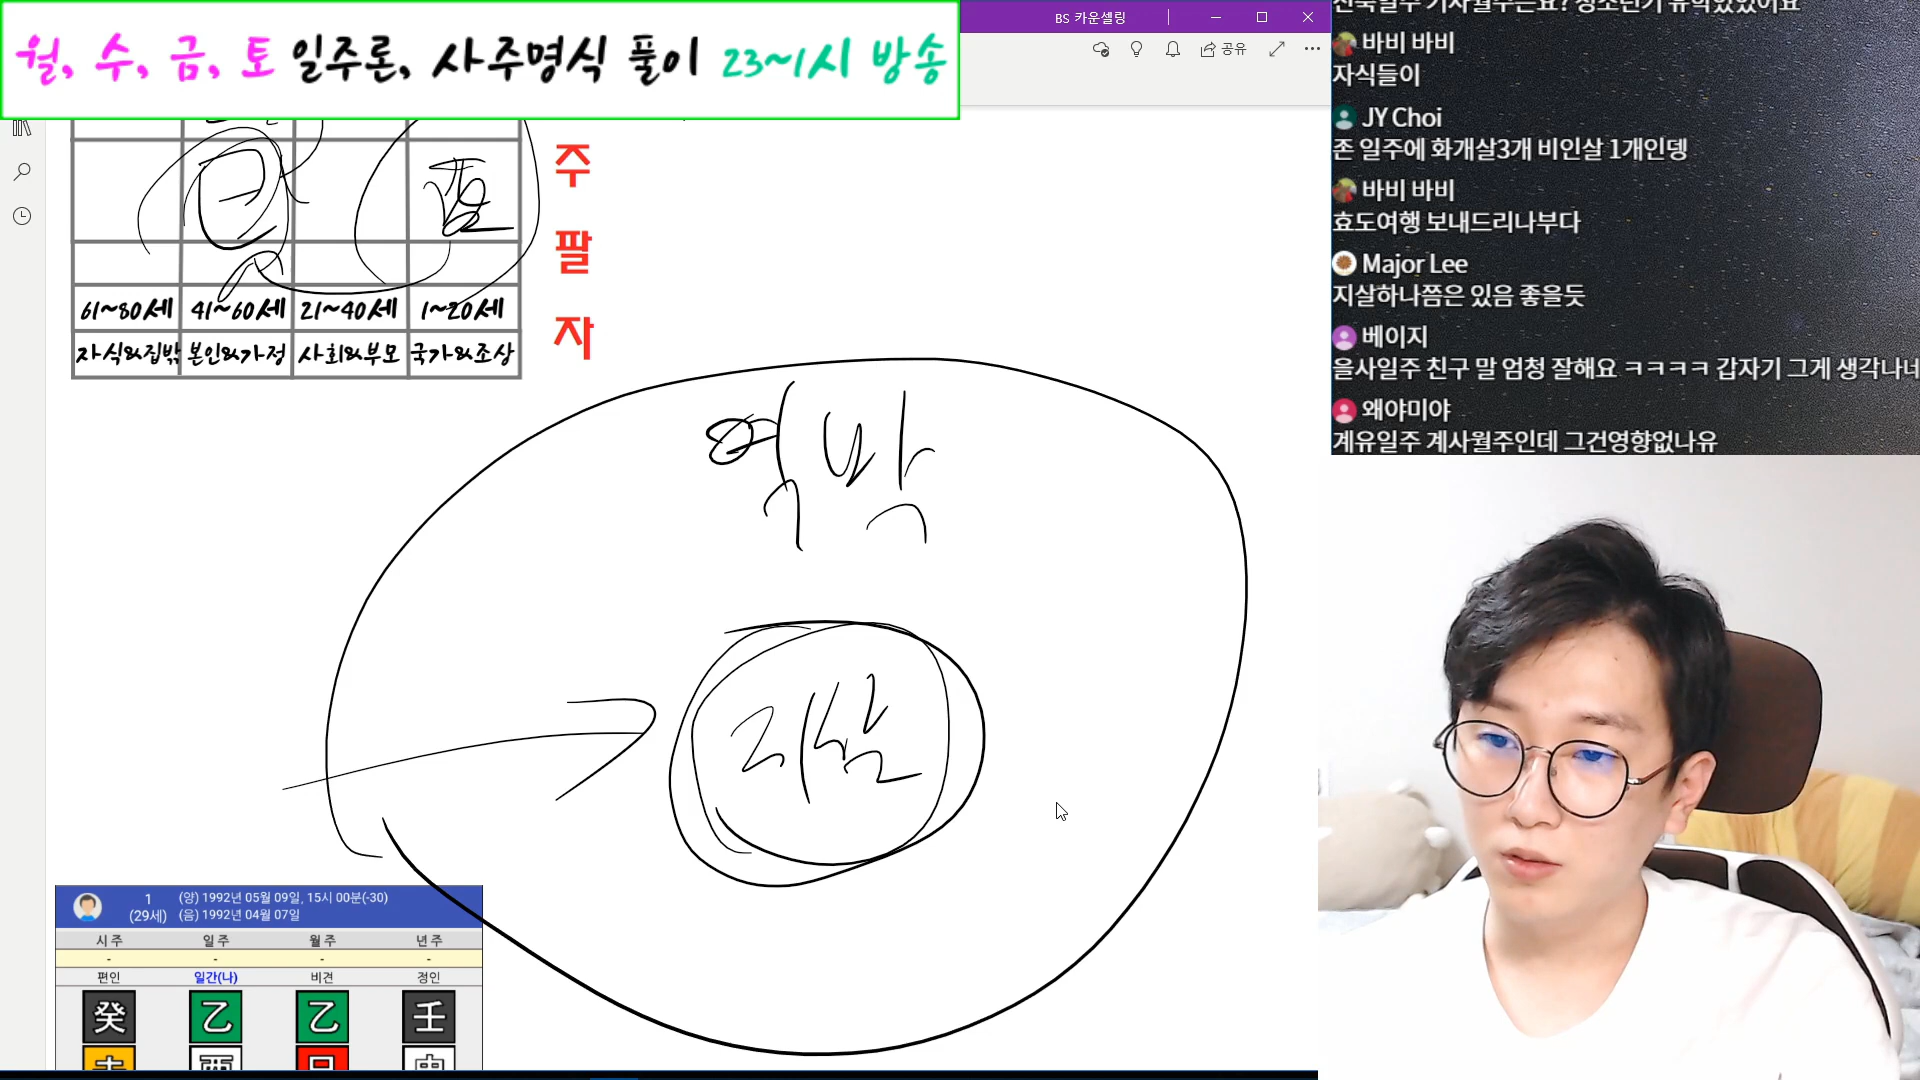 월, 수, 금, 토 일주론, 사주명식 풀이 23~1시 방송
BS 카운셀링
공유
주
팔
자
61~80세 41~60세 21~40세 1~20세
자식&집밖 본인&가정 사회&부모 국가&조상
역마
지살
1 (양) 1992년 05월 09일, 15시 00분(-30)
(29세) (음) 1992년 04월 07일
시주 일주 월주 년주
- - - -
편인 일간(나) 비견 정인
癸 乙 乙 壬
未 酉 巳 申
바비 바비
자식들이
JY Choi
존 일주에 화개살3개 비인살 1개인뎅
바비 바비
효도여행 보내드리나부다
Major Lee
지살하나쯤은 있음 좋을듯
베이지
을사일주 친구 말 엄청 잘해요 ㅋㅋㅋㅋ 갑자기 그게 생각나네
왜야미야
계유일주 계사월주인데 그건영향없나유